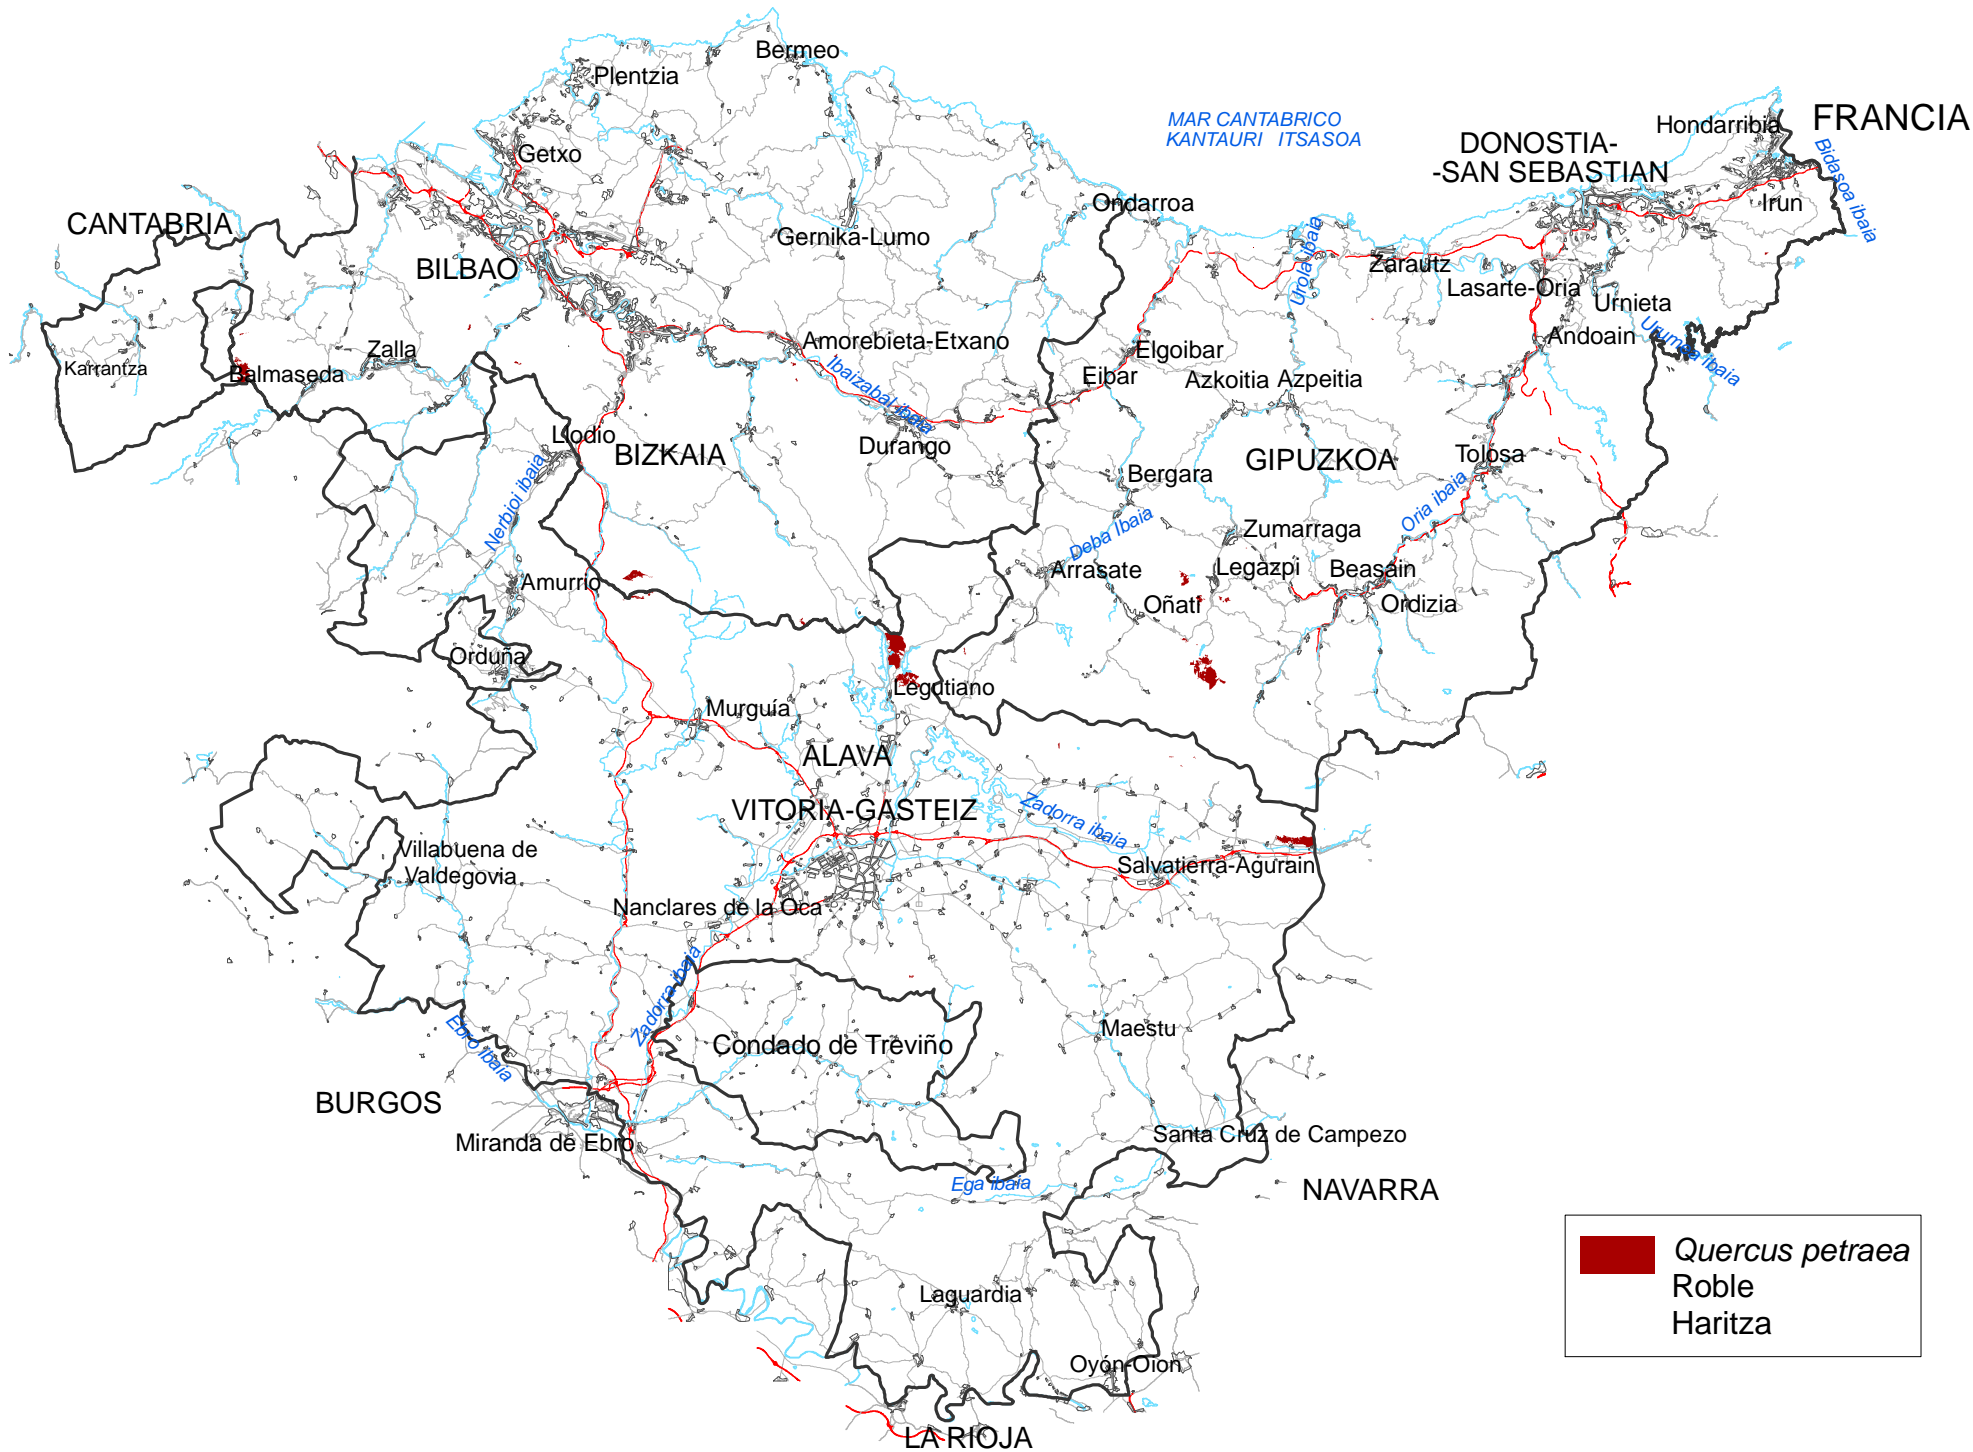 Bermeo
Plentzia
MAR CANTABRICO
KANTAURI ITSASOA
Hondarribia
FRANCIA
DONOSTIA-
-SAN SEBASTIAN
Bidasoa ibaia
Getxo
Irun
Ondarroa
CANTABRIA
Gernika-Lumo
BILBAO
Urola Ibaia
Zarautz
Lasarte-Oria
Urnieta
Andoain
Urumea ibaia
Amorebieta-Etxano
Elgoibar
Zalla
Karrantza
Balmaseda
Ibaizabal ibaia
Eibar
Azkoitia
Azpeitia
Llodio
BIZKAIA
Durango
GIPUZKOA
Tolosa
Bergara
Nerbioi ibaia
Oria ibaia
Deba Ibaia
Zumarraga
Amurrio
Arrasate
Legazpi
Beasain
Oñati
Ordizia
Orduña
Legutiano
Murguía
ALAVA
VITORIA-GASTEIZ
Zadorra ibaia
Villabuena de
Valdegovia
Salvatierra-Agurain
Nanclares de la Oca
Zadorra ibaia
Ebro ibaia
Condado de Treviño
Maestu
BURGOS
Miranda de Ebro
Santa Cruz de Campezo
Ega ibaia
NAVARRA
Laguardia
Oyón-Oion
LA RIOJA
Quercus petraea
Roble
Haritza